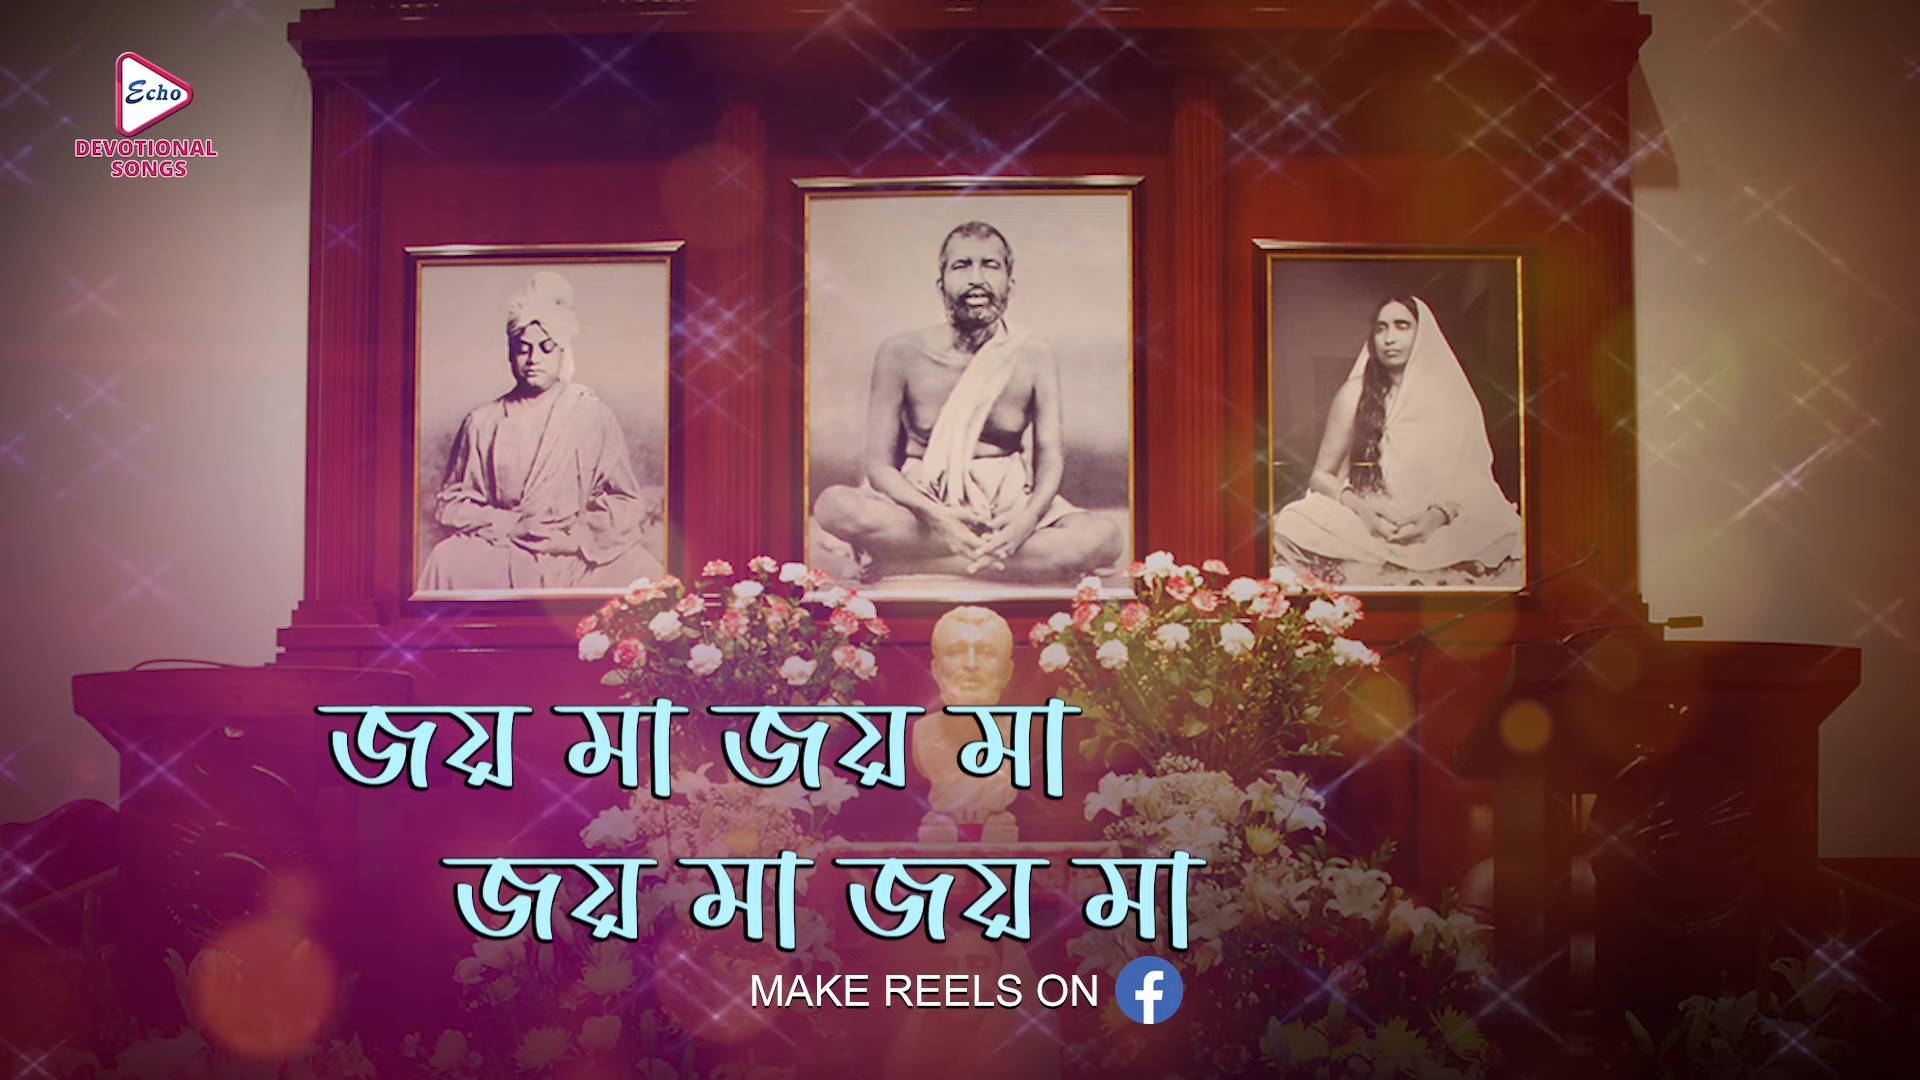 Echo
DEVOTIONAL
SONGS
জয় মা জয় মা
জয় মা জয় মা
MAKE REELS ON